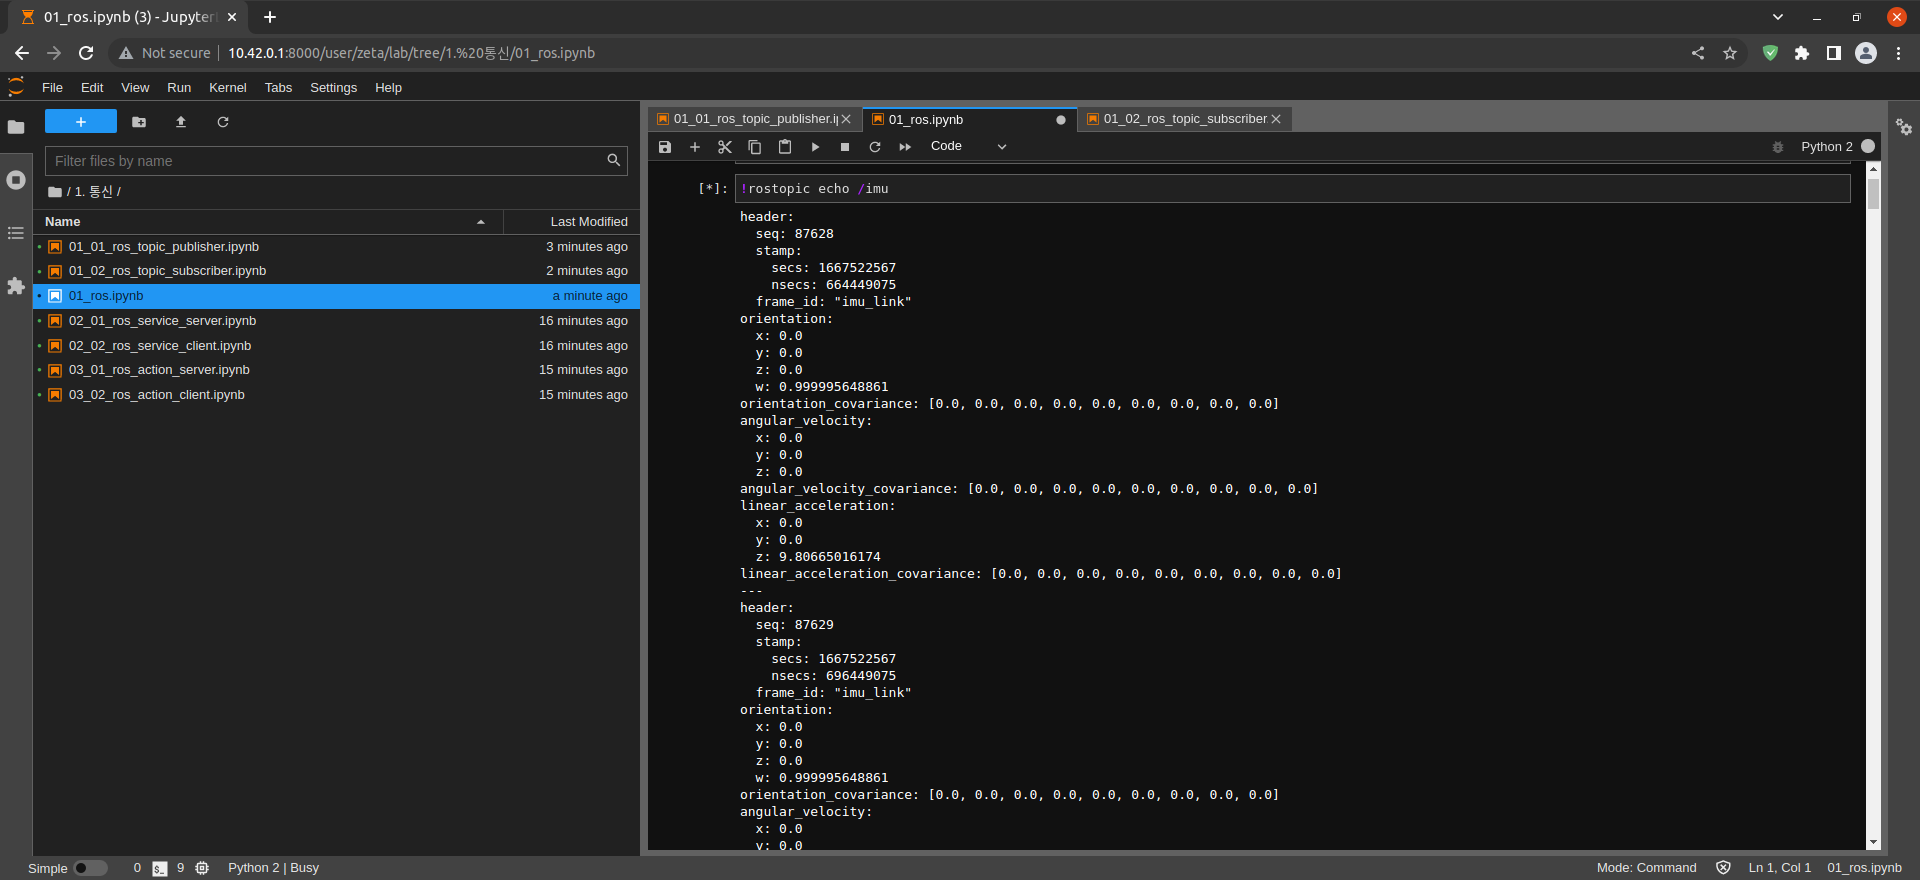 01_ros.ipynb (3) - Jupyter
Not secure 10.42.0.1:8000/user/zeta/lab/tree/1.%20통신/01_ros.ipynb
File Edit View Run Kernel Tabs Settings Help
Filter files by name
/ 1. 통신 /
Name Last Modified
01_01_ros_topic_publisher.ipynb 3 minutes ago
01_02_ros_topic_subscriber.ipynb 2 minutes ago
01_ros.ipynb a minute ago
02_01_ros_service_server.ipynb 16 minutes ago
02_02_ros_service_client.ipynb 16 minutes ago
03_01_ros_action_server.ipynb 15 minutes ago
03_02_ros_action_client.ipynb 15 minutes ago
01_01_ros_topic_publisher.i 01_ros.ipynb 01_02_ros_topic_subscriber.
Code Python 2
[*]: !rostopic echo /imu
header:
seq: 87628
stamp:
secs: 1667522567
nsecs: 664449075
frame_id: "imu_link"
orientation:
x: 0.0
y: 0.0
z: 0.0
w: 0.999995648861
orientation_covariance: [0.0, 0.0, 0.0, 0.0, 0.0, 0.0, 0.0, 0.0, 0.0]
angular_velocity:
x: 0.0
y: 0.0
z: 0.0
angular_velocity_covariance: [0.0, 0.0, 0.0, 0.0, 0.0, 0.0, 0.0, 0.0, 0.0]
linear_acceleration:
x: 0.0
y: 0.0
z: 9.80665016174
linear_acceleration_covariance: [0.0, 0.0, 0.0, 0.0, 0.0, 0.0, 0.0, 0.0, 0.0]
---
header:
seq: 87629
stamp:
secs: 1667522567
nsecs: 696449075
frame_id: "imu_link"
orientation:
x: 0.0
y: 0.0
z: 0.0
w: 0.999995648861
orientation_covariance: [0.0, 0.0, 0.0, 0.0, 0.0, 0.0, 0.0, 0.0, 0.0]
angular_velocity:
x: 0.0
y: 0.0
Simple 0 $_ 9 Python 2 | Busy Mode: Command Ln 1, Col 1 01_ros.ipynb